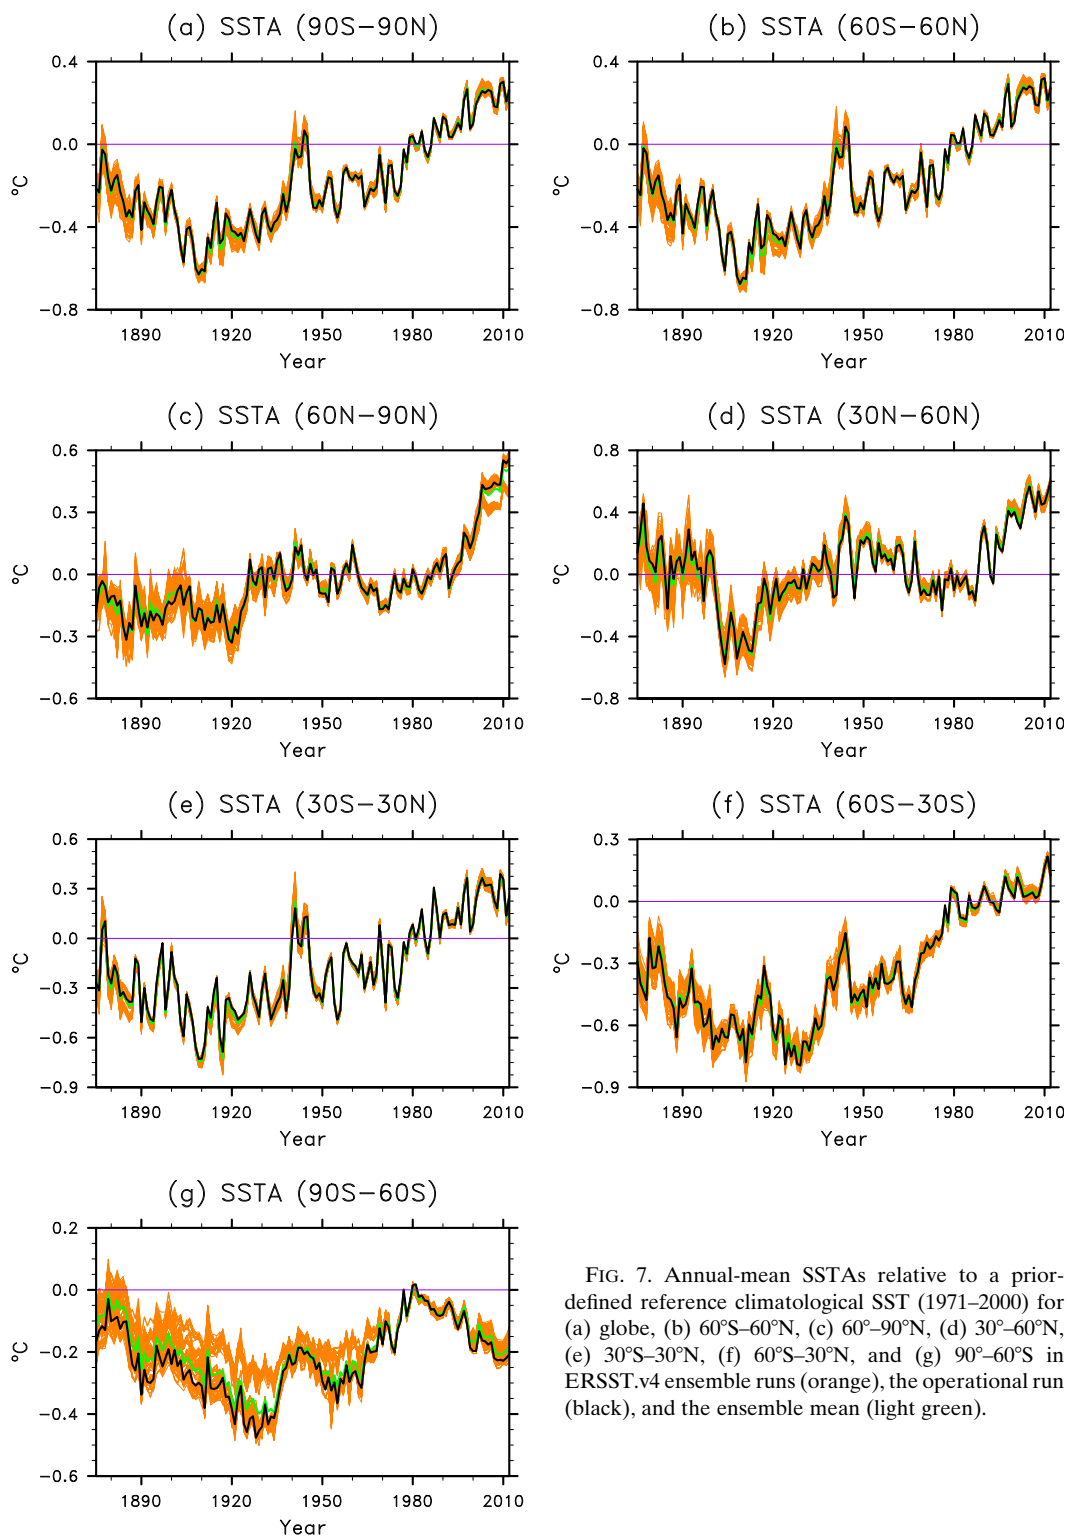 (a) SSTA (90S−90N)
0.4
0.0
−0.4
−0.8
°C
1890 1920 1950 1980 2010
Year
(b) SSTA (60S−60N)
0.4
0.0
−0.4
−0.8
°C
1890 1920 1950 1980 2010
Year
(c) SSTA (60N−90N)
0.6
0.3
0.0
−0.3
−0.6
°C
1890 1920 1950 1980 2010
Year
(d) SSTA (30N−60N)
0.8
0.4
0.0
−0.4
−0.8
°C
1890 1920 1950 1980 2010
Year
(e) SSTA (30S−30N)
0.6
0.3
0.0
−0.3
−0.6
−0.9
°C
1890 1920 1950 1980 2010
Year
(f) SSTA (60S−30S)
0.3
0.0
−0.3
−0.6
−0.9
°C
1890 1920 1950 1980 2010
Year
(g) SSTA (90S−60S)
0.2
0.0
−0.2
−0.4
−0.6
°C
1890 1920 1950 1980 2010
Year
FIG. 7. Annual-mean SSTAs relative to a prior-
defined reference climatological SST (1971–2000) for
(a) globe, (b) 60°S–60°N, (c) 60°–90°N, (d) 30°–60°N,
(e) 30°S–30°N, (f) 60°S–30°N, and (g) 90°–60°S in
ERSST.v4 ensemble runs (orange), the operational run
(black), and the ensemble mean (light green).